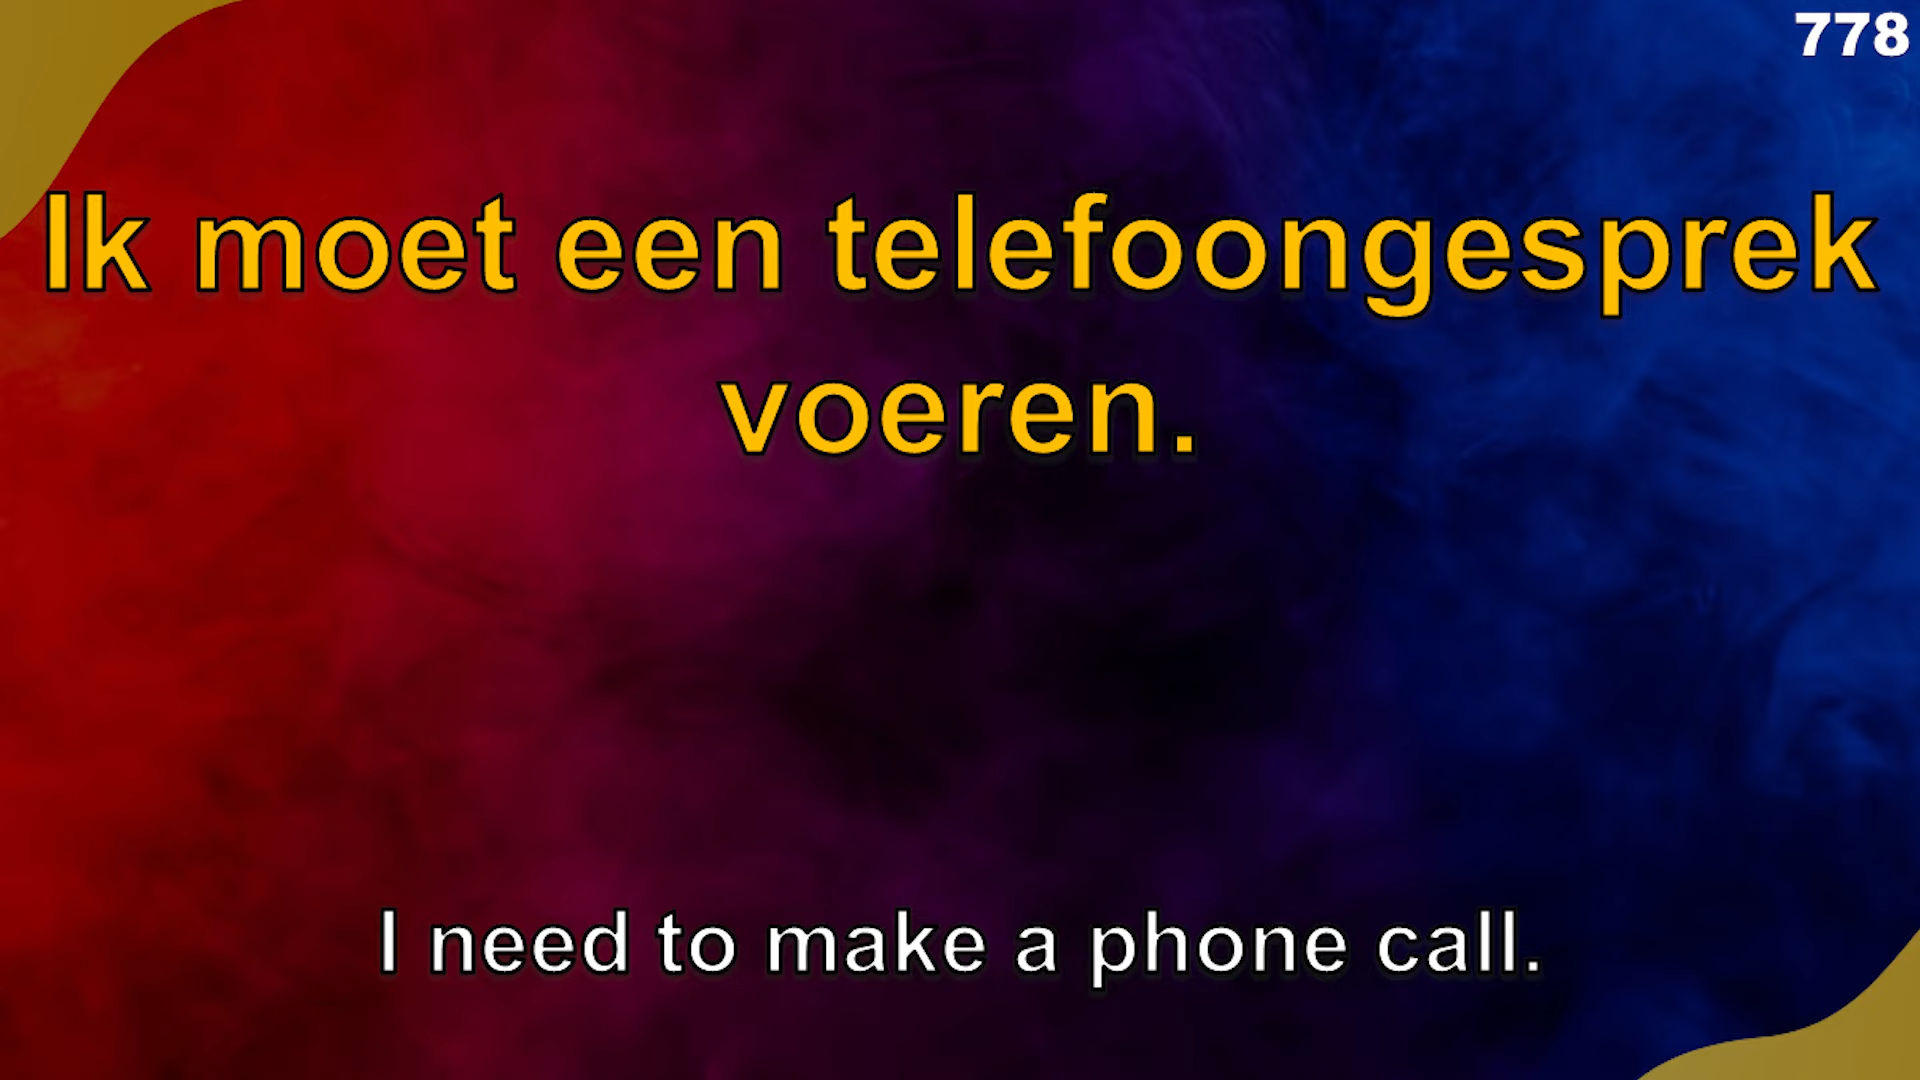 778
Ik moet een telefoongesprek
voeren.
I need to make a phone call.